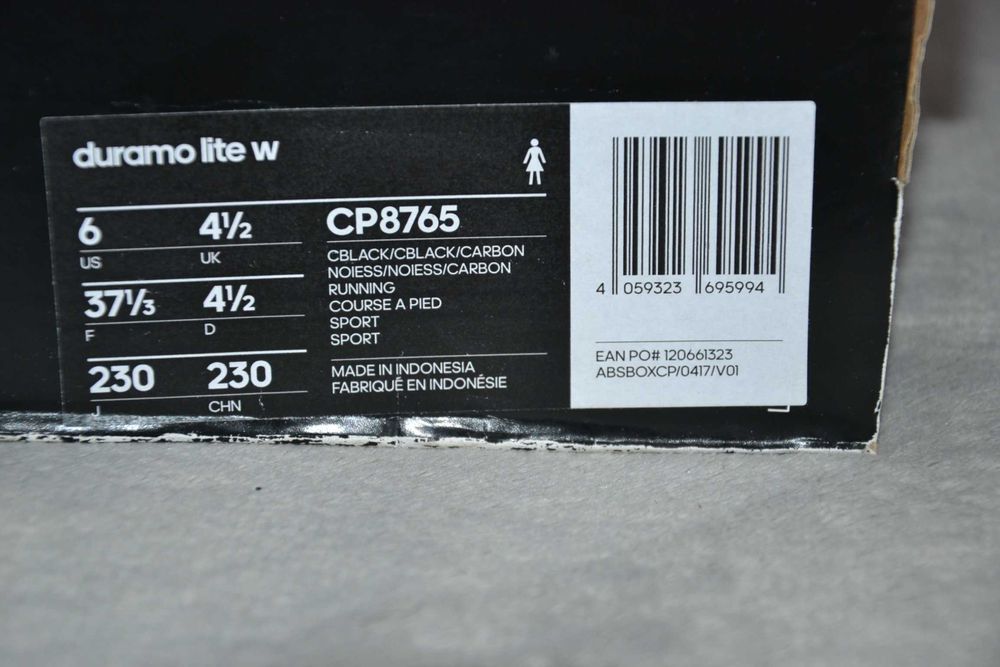 duramo lite w
6 4½
US UK
37⅓ 4½
F D
230 230
J CHN
CP8765
CBLACK/CBLACK/CARBON
NOIESS/NOIESS/CARBON
RUNNING
COURSE A PIED
SPORT
SPORT
MADE IN INDONESIA
FABRIQUÉ EN INDONÉSIE
4 059323 695994
EAN PO# 120661323
ABSBOXCP/0417/V01